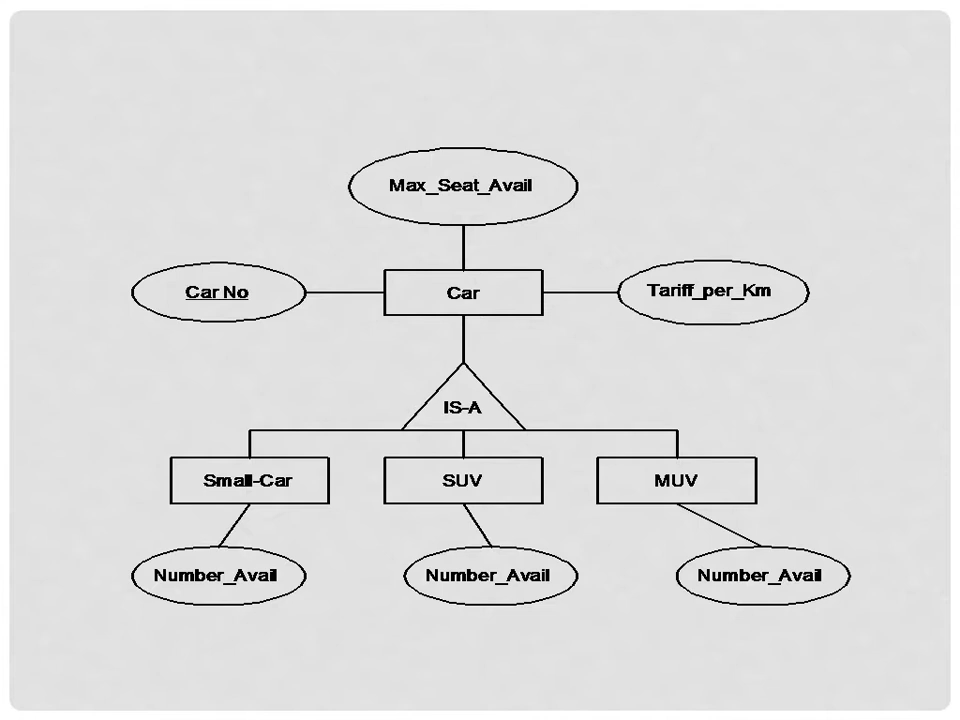 Max_Seat_Avail
Car No
Car
Tariff_per_Km
IS-A
Small-Car
SUV
MUV
Number_Avail
Number_Avail
Number_Avail